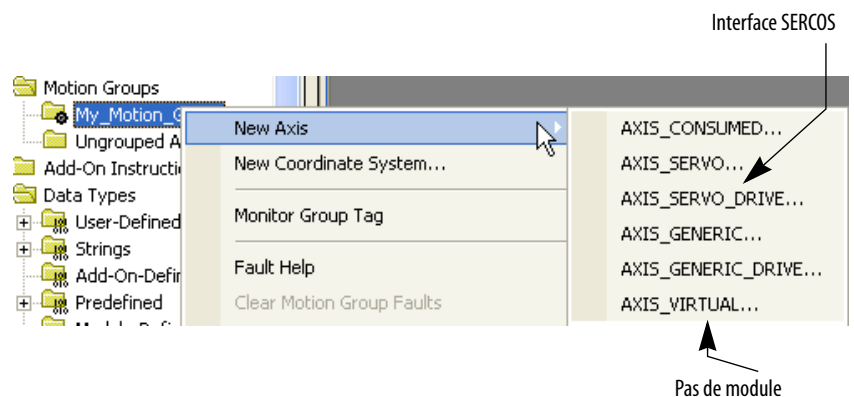 Interface SERCOS
Motion Groups
My_Motion_G
Ungrouped A
Add-On Instructi
Data Types
User-Defined
Strings
Add-On-Defin
Predefined
New Axis
New Coordinate System...
Monitor Group Tag
Fault Help
Clear Motion Group Faults
AXIS_CONSUMED...
AXIS_SERVO...
AXIS_SERVO_DRIVE...
AXIS_GENERIC...
AXIS_GENERIC_DRIVE...
AXIS_VIRTUAL...
Pas de module